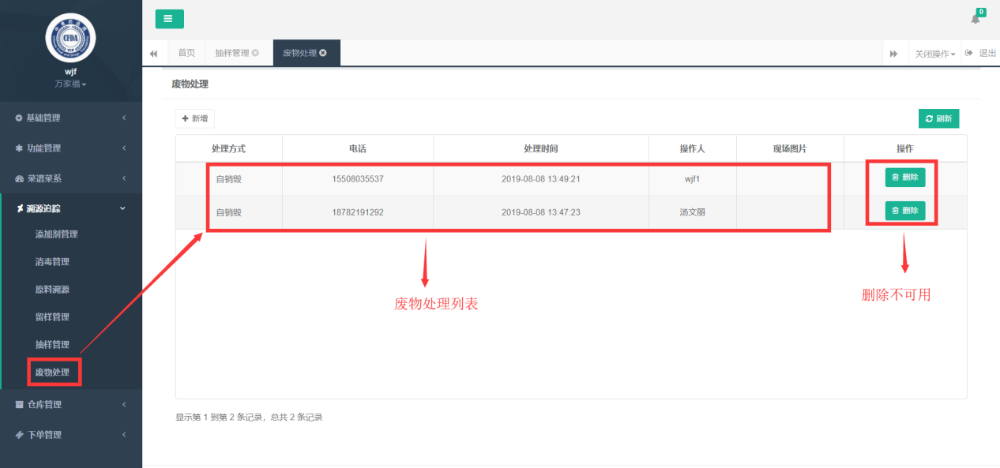 CFDA
wjf
万家福
基础管理
功能管理
菜谱菜系
溯源追踪
添加剂管理
消毒管理
原料溯源
留样管理
抽样管理
废物处理
仓库管理
下单管理
0
首页 抽样管理 废物处理 关闭操作 退出
废物处理
新增 刷新
处理方式 电话 处理时间 操作人 现场图片 操作
自销毁 15508035537 2019-08-08 13:49:21 wjf1 删除
自销毁 18782191292 2019-08-08 13:47:23 汤文丽 删除
废物处理列表
删除不可用
显示第 1 到第 2 条记录，总共 2 条记录